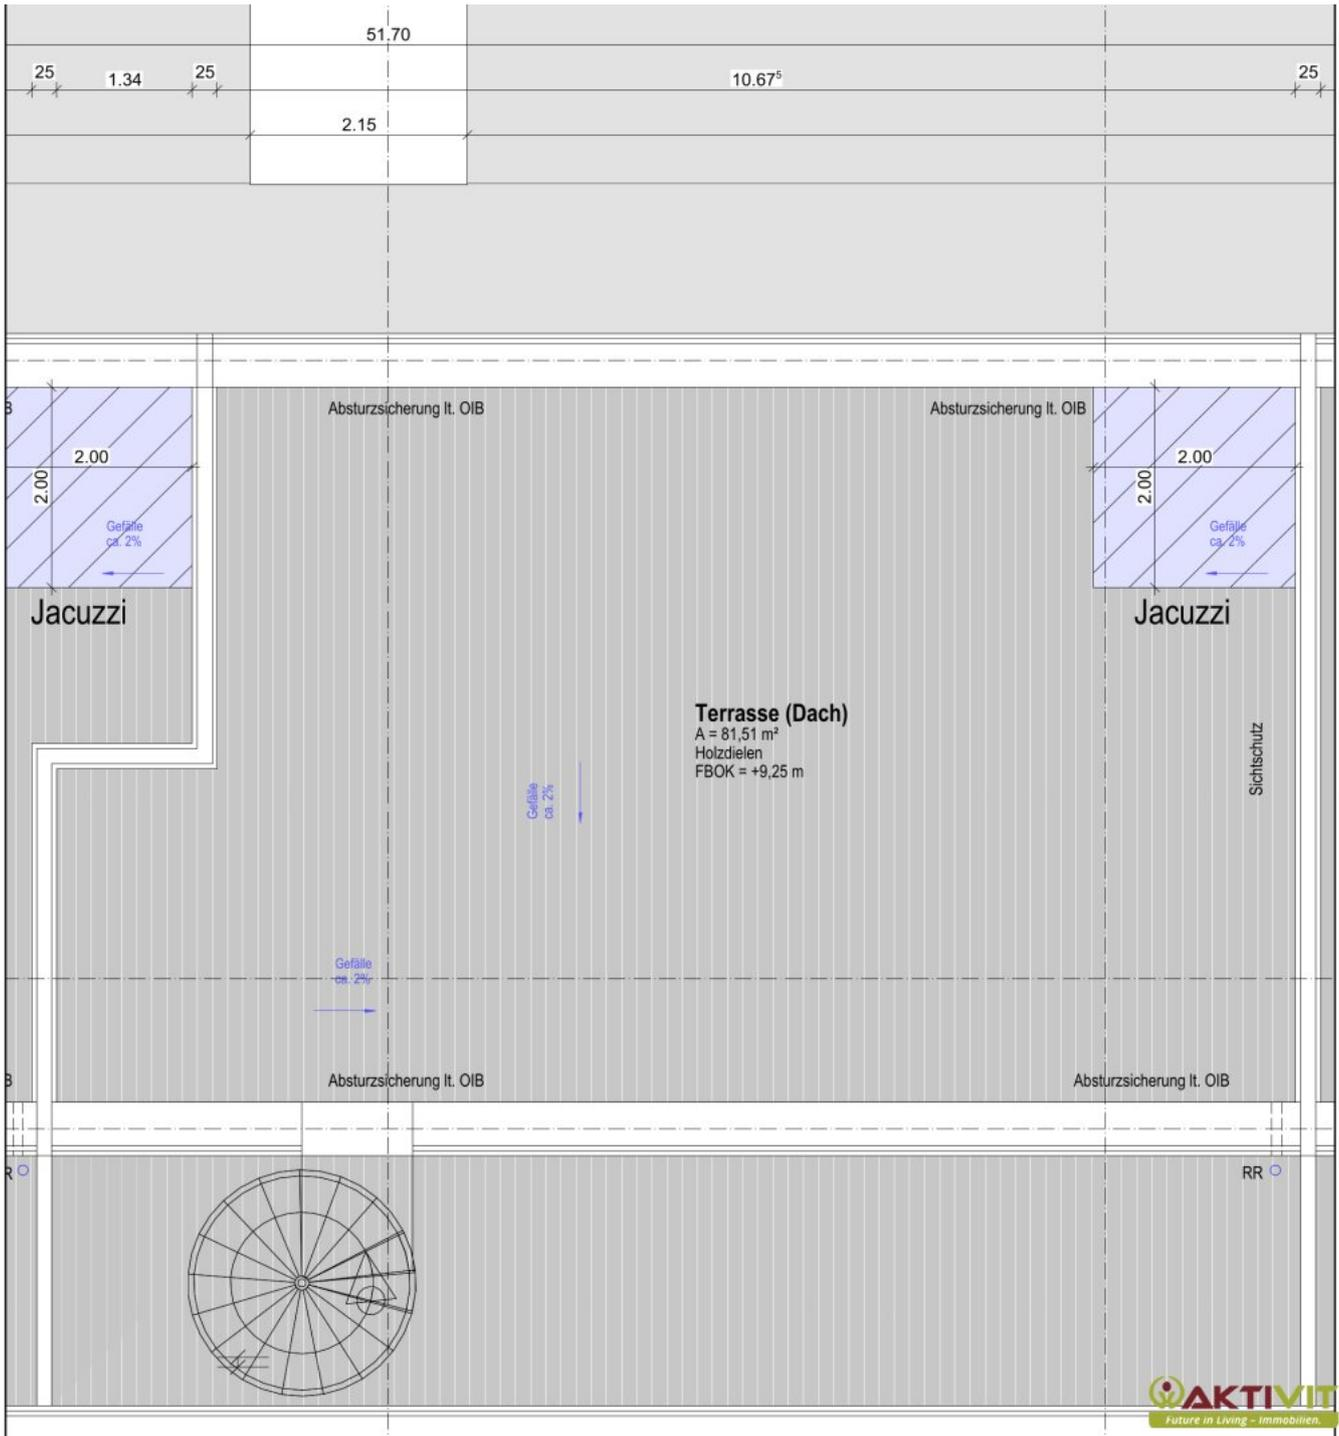 51.70
25
1.34
25
10.67⁵
25
2.15
Absturzsicherung lt. OIB
Absturzsicherung lt. OIB
2.00
2.00
2.00
2.00
Gefälle
ca. 2%
Gefälle
ca. 2%
Jacuzzi
Jacuzzi
Terrasse (Dach)
A = 81,51 m²
Holzdielen
FBOK = +9,25 m
Sichtschutz
Gefälle
ca. 2%
Gefälle
ca. 2%
Absturzsicherung lt. OIB
Absturzsicherung lt. OIB
RR
AKTIVIT
Future in Living – Immobilien.